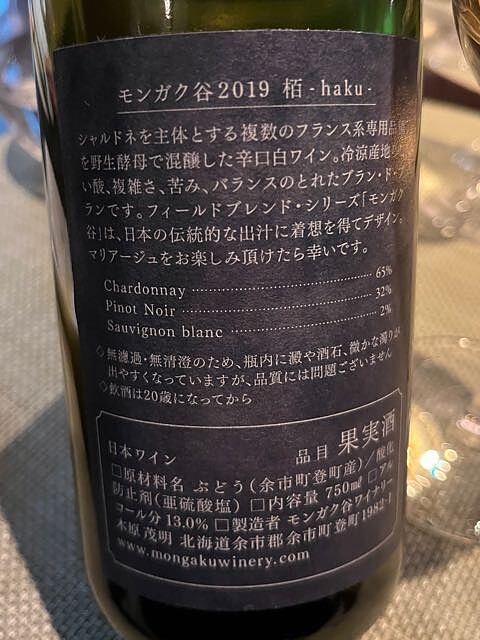 モンガク谷2019 栢 -haku-
シャルドネを主体とする複数のフランス系専用品種
を野生酵母で混醸した辛口白ワイン。冷涼産地
い酸、複雑さ、苦み、バランスのとれたブラン・ド・ブ
ランです。フィールドブレンド・シリーズ「モンガク
谷」は、日本の伝統的な出汁に着想を得てデザイン。
マリアージュをお楽しみ頂けたら幸いです。
Chardonnay 65%
Pinot Noir 32%
Sauvignon blanc 2%
◇無濾過・無清澄のため、瓶内に澱や酒石、微かな濁りが
出やすくなっていますが、品質には問題ございません
◇飲酒は20歳になってから
日本ワイン 品目 果実酒
□原材料名 ぶどう(余市町登町産)/酸化
防止剤(亜硫酸塩) □内容量 750ml □アル
コール分 13.0% □製造者 モンガク谷ワイナリー
木原茂明 北海道余市郡余市町登町1982-1
www.mongakuwinery.com